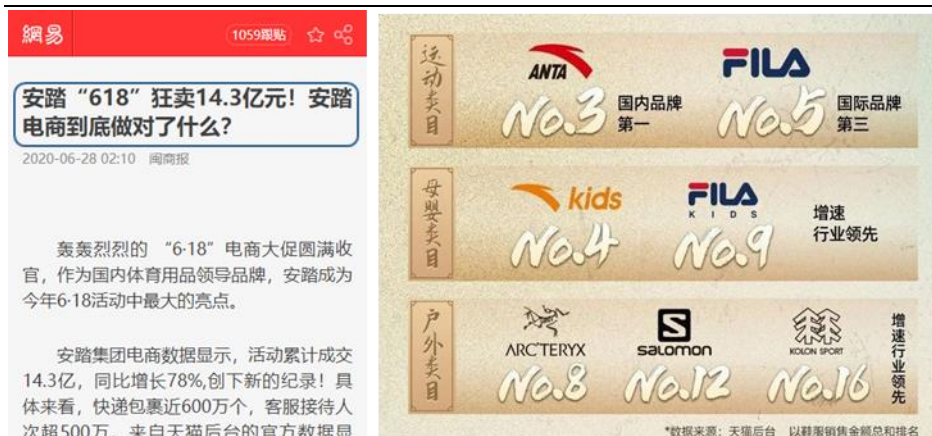 網易
1059跟贴
安踏“618”狂卖14.3亿元！安踏
电商到底做对了什么？
2020-06-28 02:10 闽商报
轰轰烈烈的“6·18”电商大促圆满收
官，作为国内体育用品领导品牌，安踏成为
今年6·18活动中最大的亮点。
安踏集团电商数据显示，活动累计成交
14.3亿，同比增长78%,创下新的纪录！具
体来看，快递包裹近600万个，客服接待人
次超500万。来自天猫后台的官方数据显
运动类目
ANTA
No.3
国内品牌
第一
FILA
No.5
国际品牌
第三
母婴类目
kids
No.4
FILA
KIDS
No.9
增速
行业领先
户外类目
ARC'TERYX
No.8
SALOMON
No.12
KOLON SPORT
No.16
增速行业领先
*数据来源：天猫后台 以鞋服销售金额总和排名